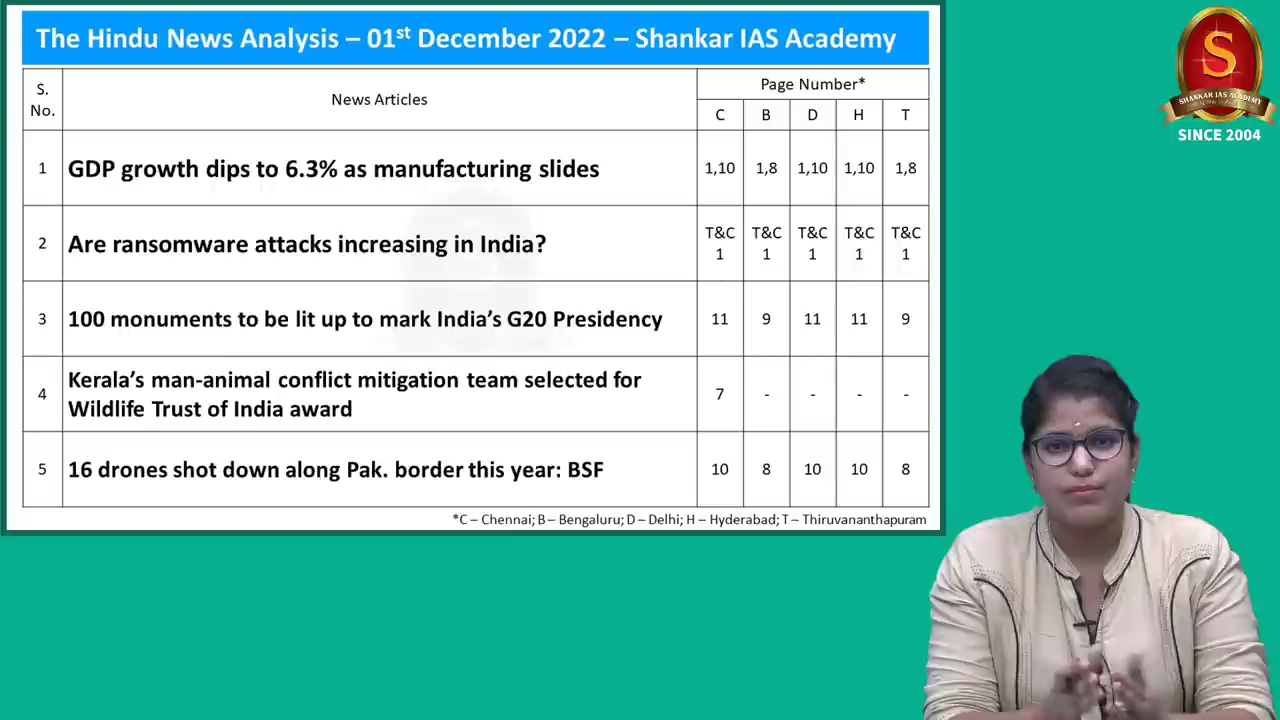 The Hindu News Analysis – 01st December 2022 – Shankar IAS Academy
S. No.
News Articles
Page Number*
C B D H T
1 GDP growth dips to 6.3% as manufacturing slides 1,10 1,8 1,10 1,10 1,8
2 Are ransomware attacks increasing in India? T&C 1 T&C 1 T&C 1 T&C 1 T&C 1
3 100 monuments to be lit up to mark India’s G20 Presidency 11 9 11 11 9
4 Kerala’s man-animal conflict mitigation team selected for
Wildlife Trust of India award 7 - - - -
5 16 drones shot down along Pak. border this year: BSF 10 8 10 10 8
*C – Chennai; B – Bengaluru; D – Delhi; H – Hyderabad; T – Thiruvananthapuram
S
SHANKAR IAS ACADEMY
SINCE 2004